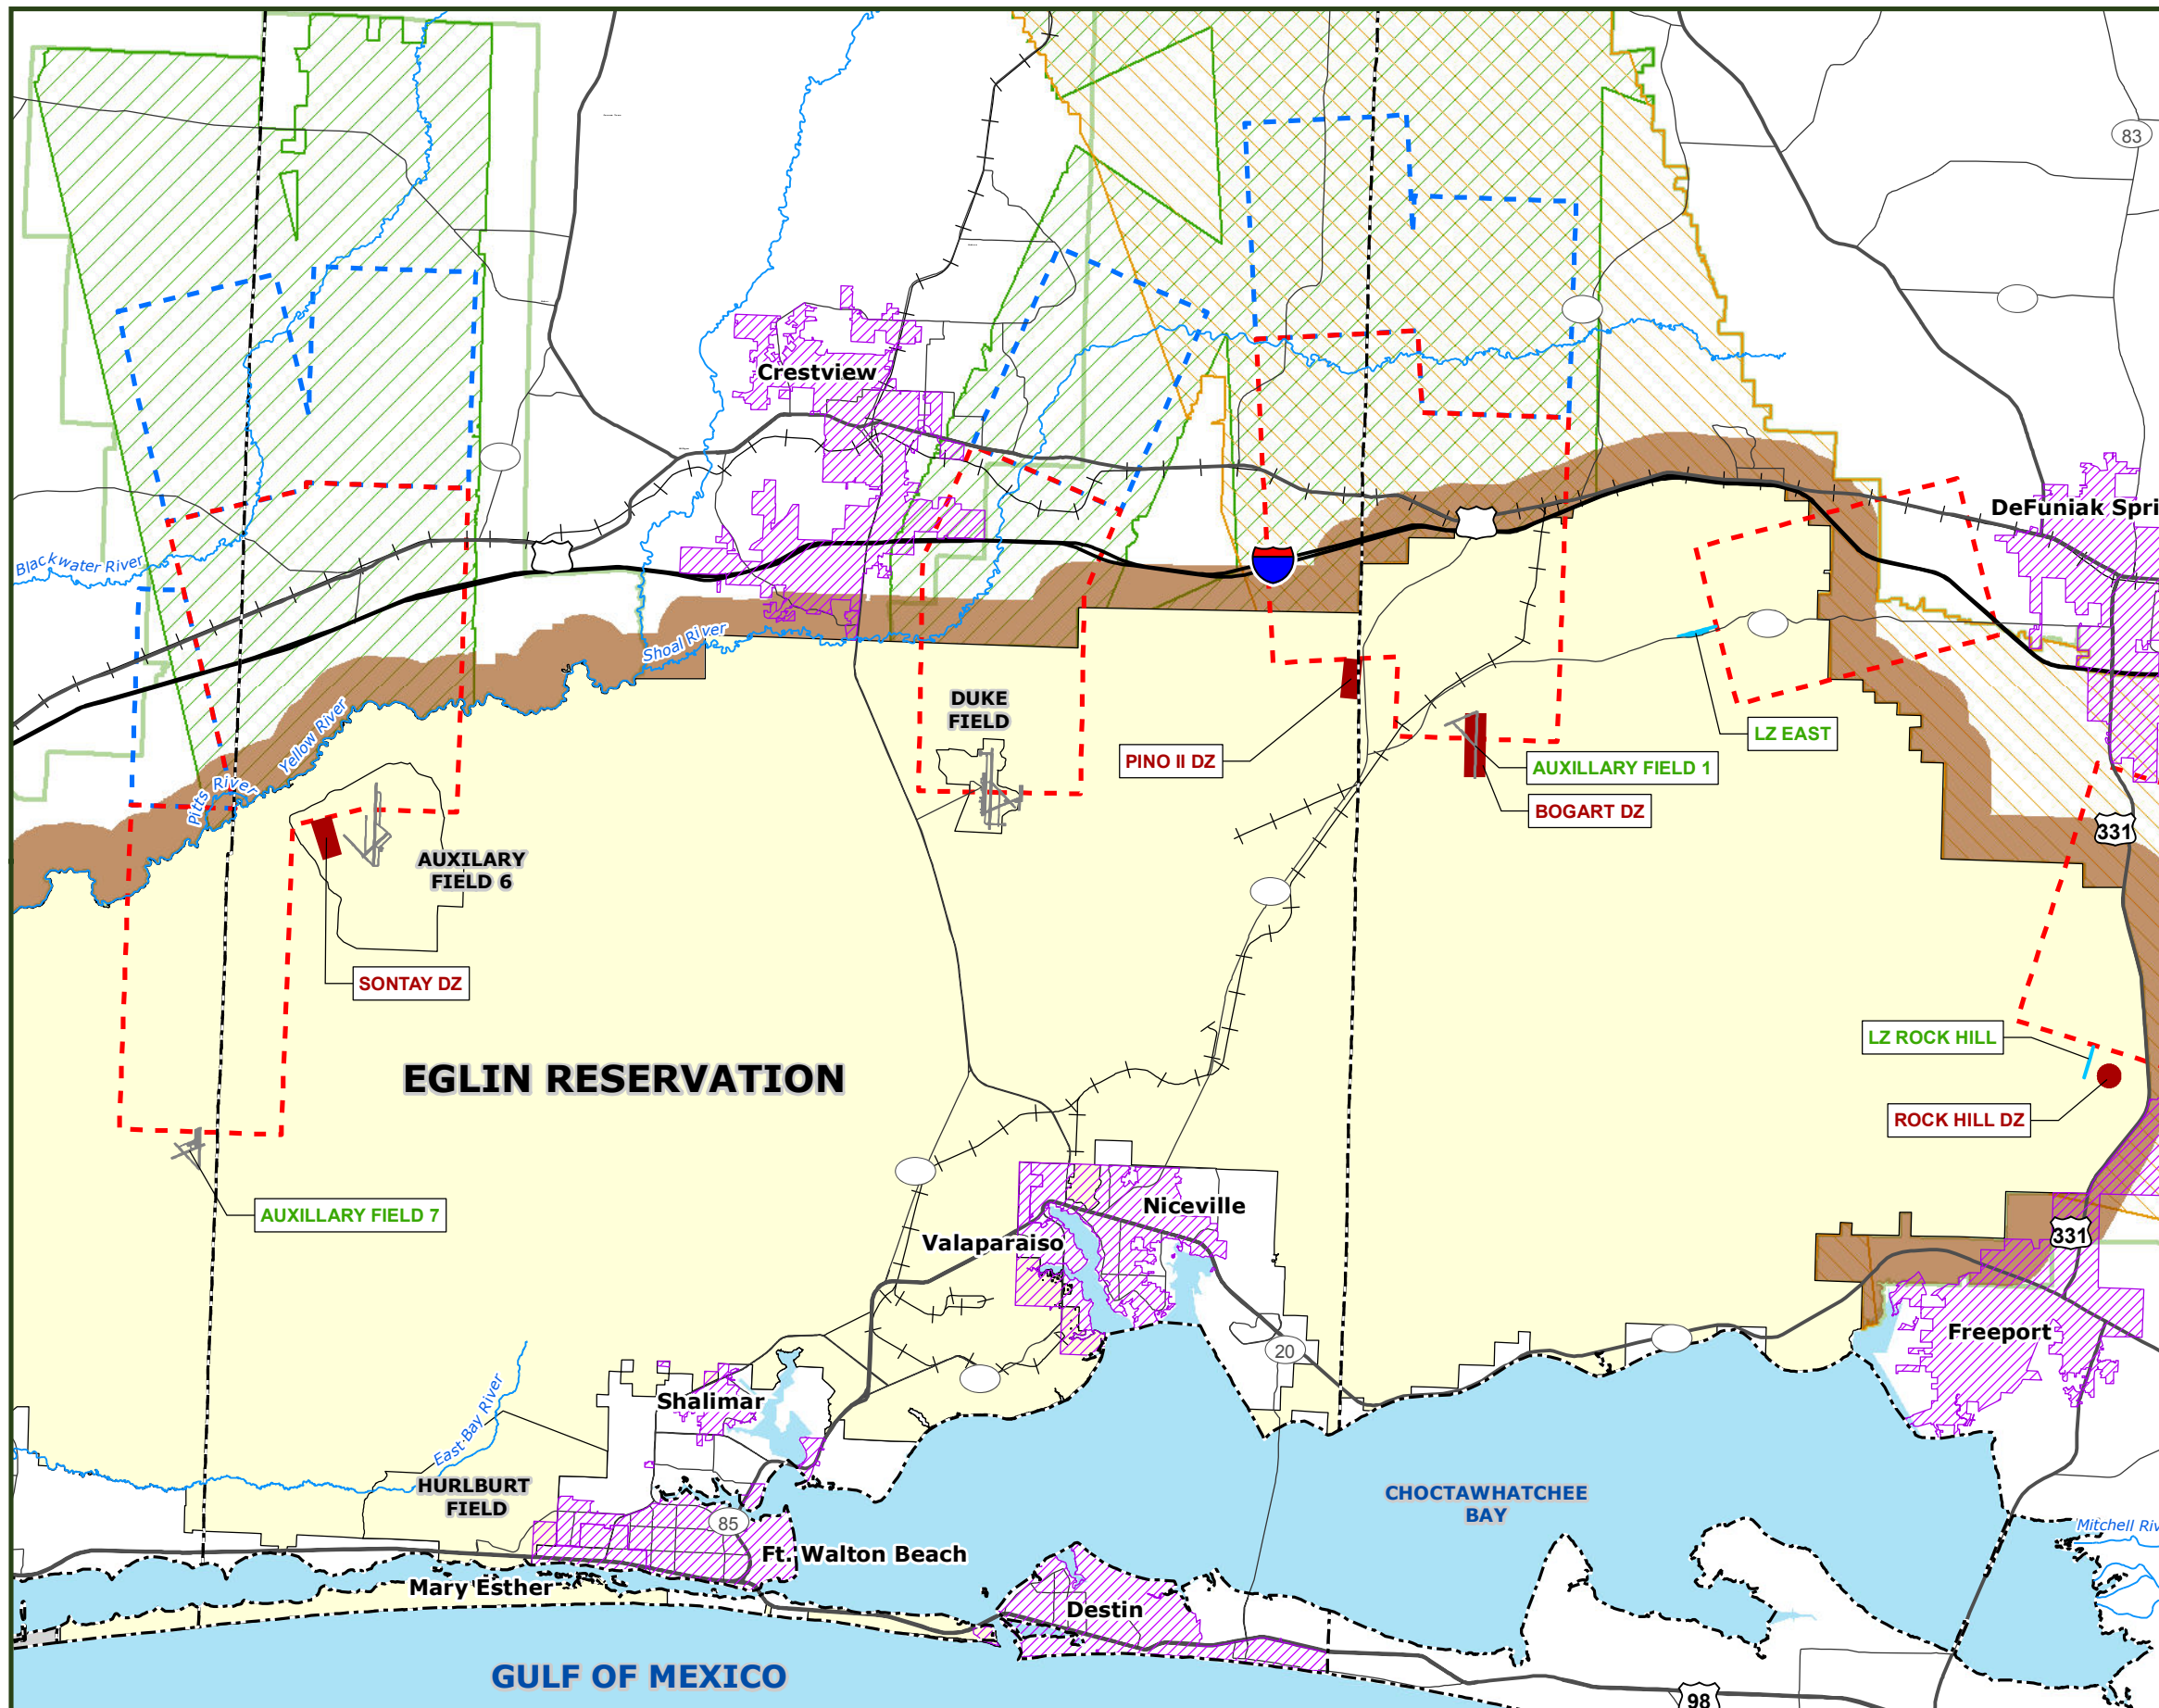 83
Crestview
DeFuniak Spri
Blackwater River
Shoal River
Yellow River
Pitts River
DUKE
FIELD
PINO II DZ
LZ EAST
AUXILLARY FIELD 1
BOGART DZ
331
AUXILARY
FIELD 6
SONTAY DZ
LZ ROCK HILL
EGLIN RESERVATION
ROCK HILL DZ
AUXILLARY FIELD 7
Niceville
Valaparaiso
331
Freeport
20
Shalimar
East Bay River
HURLBURT
FIELD
CHOCTAWHATCHEE
BAY
85
Mitchell Riv
Ft. Walton Beach
Mary Esther
Destin
GULF OF MEXICO
98